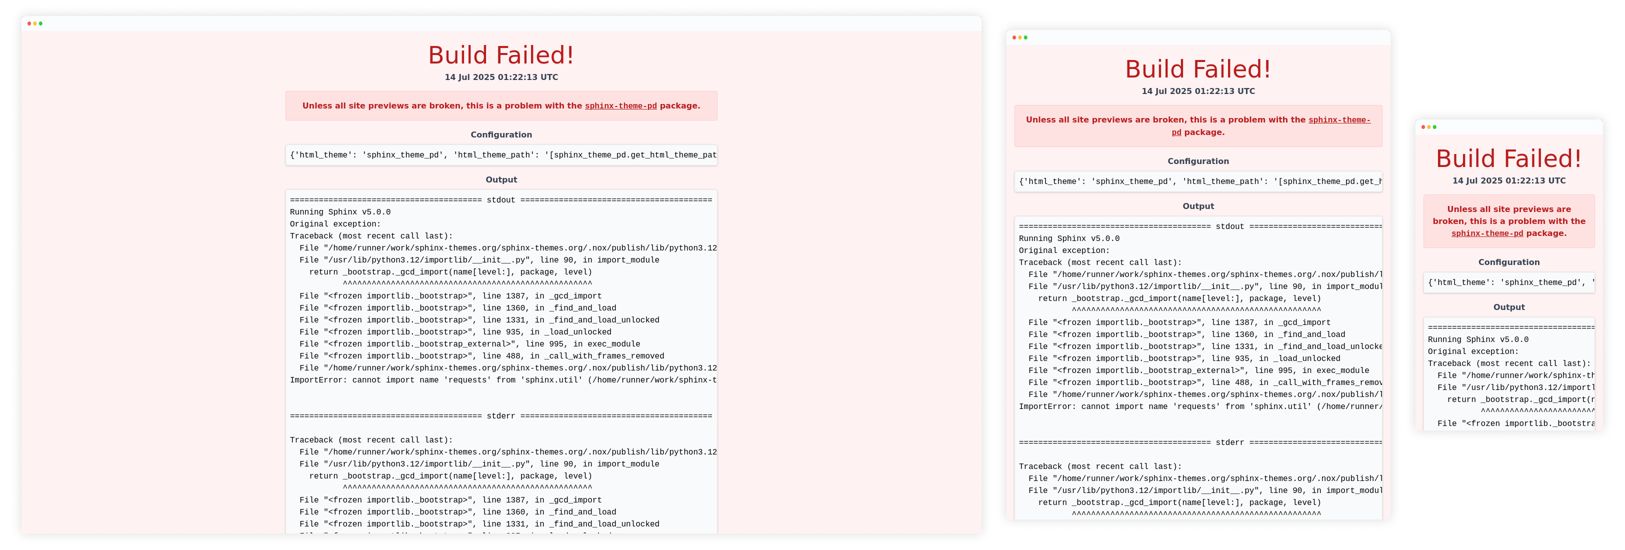 Build Failed!
14 Jul 2025 01:22:13 UTC
Unless all site previews are broken, this is a problem with the sphinx-theme-pd package.
Configuration
{'html_theme': 'sphinx_theme_pd', 'html_theme_path': '[sphinx_theme_pd.get_html_theme_pat
Output
======================================== stdout ========================================
Running Sphinx v5.0.0
Original exception:
Traceback (most recent call last):
  File "/home/runner/work/sphinx-themes.org/sphinx-themes.org/.nox/publish/lib/python3.12
  File "/usr/lib/python3.12/importlib/__init__.py", line 90, in import_module
    return _bootstrap._gcd_import(name[level:], package, level)
           ^^^^^^^^^^^^^^^^^^^^^^^^^^^^^^^^^^^^^^^^^^^^^^^^^^^^
  File "<frozen importlib._bootstrap>", line 1387, in _gcd_import
  File "<frozen importlib._bootstrap>", line 1360, in _find_and_load
  File "<frozen importlib._bootstrap>", line 1331, in _find_and_load_unlocked
  File "<frozen importlib._bootstrap>", line 935, in _load_unlocked
  File "<frozen importlib._bootstrap_external>", line 995, in exec_module
  File "<frozen importlib._bootstrap>", line 488, in _call_with_frames_removed
  File "/home/runner/work/sphinx-themes.org/sphinx-themes.org/.nox/publish/lib/python3.12
ImportError: cannot import name 'requests' from 'sphinx.util' (/home/runner/work/sphinx-t
======================================== stderr ========================================
Traceback (most recent call last):
  File "/home/runner/work/sphinx-themes.org/sphinx-themes.org/.nox/publish/lib/python3.12
  File "/usr/lib/python3.12/importlib/__init__.py", line 90, in import_module
    return _bootstrap._gcd_import(name[level:], package, level)
           ^^^^^^^^^^^^^^^^^^^^^^^^^^^^^^^^^^^^^^^^^^^^^^^^^^^^
  File "<frozen importlib._bootstrap>", line 1387, in _gcd_import
  File "<frozen importlib._bootstrap>", line 1360, in _find_and_load
  File "<frozen importlib._bootstrap>", line 1331, in _find_and_load_unlocked
Build Failed!
14 Jul 2025 01:22:13 UTC
Unless all site previews are broken, this is a problem with the sphinx-theme-
pd package.
Configuration
{'html_theme': 'sphinx_theme_pd', 'html_theme_path': '[sphinx_theme_pd.get_h
Output
======================================== stdout ============================
Running Sphinx v5.0.0
Original exception:
Traceback (most recent call last):
  File "/home/runner/work/sphinx-themes.org/sphinx-themes.org/.nox/publish/l
  File "/usr/lib/python3.12/importlib/__init__.py", line 90, in import_modul
    return _bootstrap._gcd_import(name[level:], package, level)
           ^^^^^^^^^^^^^^^^^^^^^^^^^^^^^^^^^^^^^^^^^^^^^^^^^^^^
  File "<frozen importlib._bootstrap>", line 1387, in _gcd_import
  File "<frozen importlib._bootstrap>", line 1360, in _find_and_load
  File "<frozen importlib._bootstrap>", line 1331, in _find_and_load_unlocke
  File "<frozen importlib._bootstrap>", line 935, in _load_unlocked
  File "<frozen importlib._bootstrap_external>", line 995, in exec_module
  File "<frozen importlib._bootstrap>", line 488, in _call_with_frames_remov
  File "/home/runner/work/sphinx-themes.org/sphinx-themes.org/.nox/publish/l
ImportError: cannot import name 'requests' from 'sphinx.util' (/home/runner/
======================================== stderr ============================
Traceback (most recent call last):
  File "/home/runner/work/sphinx-themes.org/sphinx-themes.org/.nox/publish/l
  File "/usr/lib/python3.12/importlib/__init__.py", line 90, in import_modul
    return _bootstrap._gcd_import(name[level:], package, level)
           ^^^^^^^^^^^^^^^^^^^^^^^^^^^^^^^^^^^^^^^^^^^^^^^^^^^^
Build Failed!
14 Jul 2025 01:22:13 UTC
Unless all site previews are
broken, this is a problem with the
sphinx-theme-pd package.
Configuration
{'html_theme': 'sphinx_theme_pd', '
Output
===================================
Running Sphinx v5.0.0
Original exception:
Traceback (most recent call last):
  File "/home/runner/work/sphinx-th
  File "/usr/lib/python3.12/importl
    return _bootstrap._gcd_import(n
           ^^^^^^^^^^^^^^^^^^^^^^^^
  File "<frozen importlib._bootstra